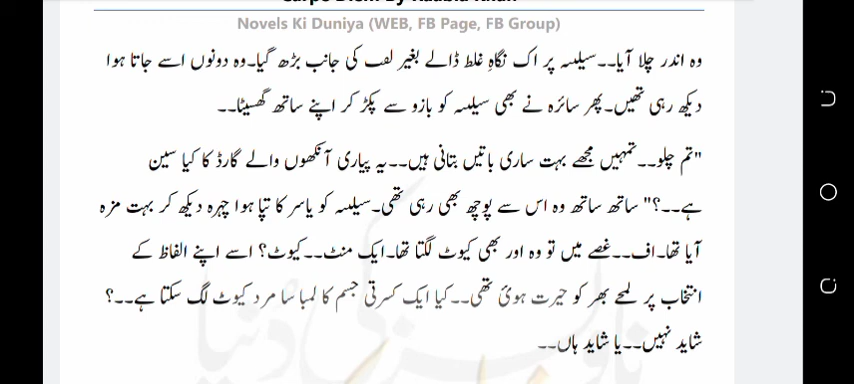 Novels Ki Duniya (WEB, FB Page, FB Group)
وہ اندر چلا آیا۔۔سیلسہ پر اک نگاہِ غلط ڈالے بغیر لفٹ کی جانب بڑھ گیا۔وہ دونوں اسے جاتا ہوا
دیکھ رہی تھیں۔پھر سائرہ نے بھی سیلسہ کو بازو سے پکڑ کر اپنے ساتھ گھسیٹا۔۔
"تم چلو۔۔تمہیں مجھے بہت ساری باتیں بتانی ہیں۔۔یہ پیاری آنکھوں والے گارڈ کا کیا سین
ہے۔۔؟" ساتھ ساتھ وہ اس سے پوچھ بھی رہی تھی۔سیلسہ کو یاسر کا تپا ہوا چہرہ دیکھ کر بہت مزہ
آیا تھا۔اف۔۔غصے میں تو وہ اور بھی کیوٹ لگتا تھا۔ایک منٹ۔۔کیوٹ؟ اسے اپنے الفاظ کے
انتخاب پر لمحے بھر کو حیرت ہوئ تھی۔۔کیا ایک کسرتی جسم کا لمبا سا مرد کیوٹ لگ سکتا ہے۔۔؟
شاید نہیں۔۔یا شاید ہاں۔۔